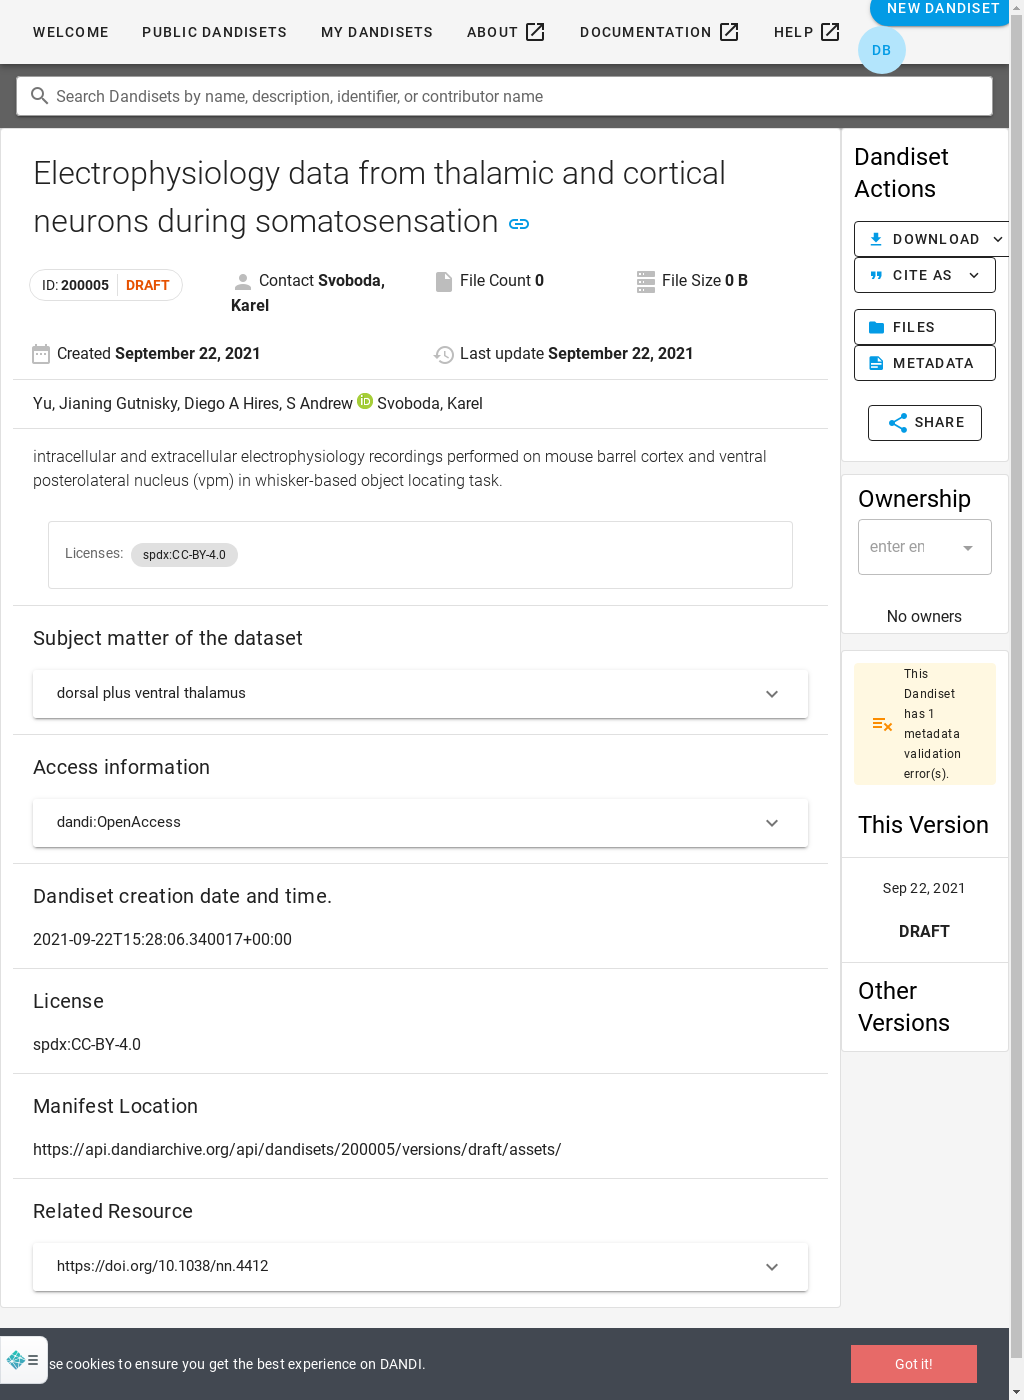 WELCOME PUBLIC DANDISETS MY DANDISETS ABOUT DOCUMENTATION HELP NEW DANDISET
DB
Search Dandisets by name, description, identifier, or contributor name
Electrophysiology data from thalamic and cortical
neurons during somatosensation
ID: 200005 DRAFT
Contact Svoboda,
Karel
File Count 0
File Size 0 B
Created September 22, 2021
Last update September 22, 2021
Yu, Jianing Gutnisky, Diego A Hires, S Andrew iD Svoboda, Karel
intracellular and extracellular electrophysiology recordings performed on mouse barrel cortex and ventral
posterolateral nucleus (vpm) in whisker-based object locating task.
Licenses: spdx:CC-BY-4.0
Subject matter of the dataset
dorsal plus ventral thalamus
Access information
dandi:OpenAccess
Dandiset creation date and time.
2021-09-22T15:28:06.340017+00:00
License
spdx:CC-BY-4.0
Manifest Location
https://api.dandiarchive.org/api/dandisets/200005/versions/draft/assets/
Related Resource
https://doi.org/10.1038/nn.4412
Dandiset
Actions
DOWNLOAD
CITE AS
FILES
METADATA
SHARE
Ownership
enter en
No owners
This
Dandiset
has 1
metadata
validation
error(s).
This Version
Sep 22, 2021
DRAFT
Other
Versions
se cookies to ensure you get the best experience on DANDI.
Got it!